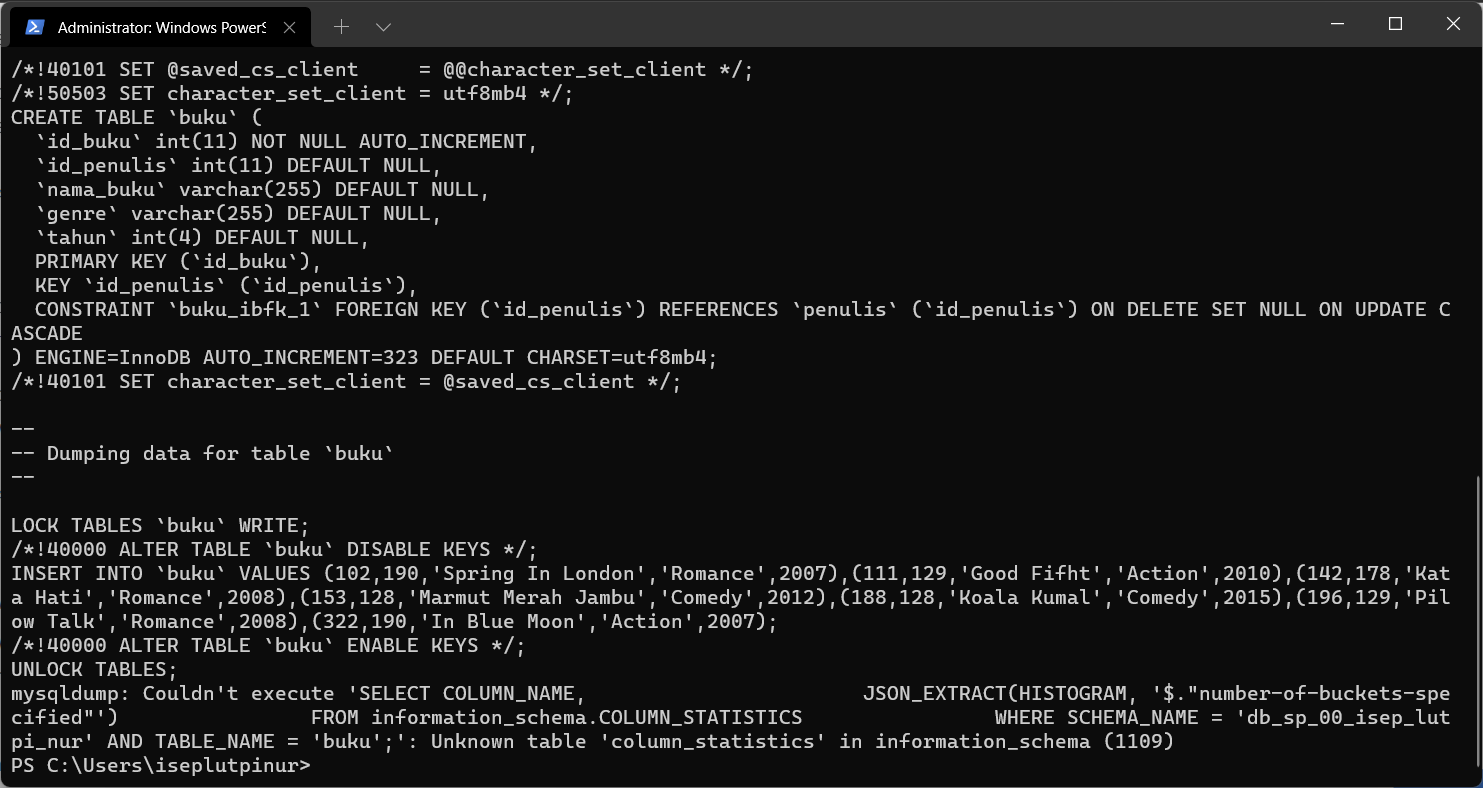 Administrator: Windows PowerS
/*!40101 SET @saved_cs_client     = @@character_set_client */;
/*!50503 SET character_set_client = utf8mb4 */;
CREATE TABLE `buku` (
  `id_buku` int(11) NOT NULL AUTO_INCREMENT,
  `id_penulis` int(11) DEFAULT NULL,
  `nama_buku` varchar(255) DEFAULT NULL,
  `genre` varchar(255) DEFAULT NULL,
  `tahun` int(4) DEFAULT NULL,
  PRIMARY KEY (`id_buku`),
  KEY `id_penulis` (`id_penulis`),
  CONSTRAINT `buku_ibfk_1` FOREIGN KEY (`id_penulis`) REFERENCES `penulis` (`id_penulis`) ON DELETE SET NULL ON UPDATE C
ASCADE
) ENGINE=InnoDB AUTO_INCREMENT=323 DEFAULT CHARSET=utf8mb4;
/*!40101 SET character_set_client = @saved_cs_client */;
--
-- Dumping data for table `buku`
--
LOCK TABLES `buku` WRITE;
/*!40000 ALTER TABLE `buku` DISABLE KEYS */;
INSERT INTO `buku` VALUES (102,190,'Spring In London','Romance',2007),(111,129,'Good Fifht','Action',2010),(142,178,'Kat
a Hati','Romance',2008),(153,128,'Marmut Merah Jambu','Comedy',2012),(188,128,'Koala Kumal','Comedy',2015),(196,129,'Pil
ow Talk','Romance',2008),(322,190,'In Blue Moon','Action',2007);
/*!40000 ALTER TABLE `buku` ENABLE KEYS */;
UNLOCK TABLES;
mysqldump: Couldn't execute 'SELECT COLUMN_NAME,                       JSON_EXTRACT(HISTOGRAM, '$."number-of-buckets-spe
cified"')                FROM information_schema.COLUMN_STATISTICS                WHERE SCHEMA_NAME = 'db_sp_00_isep_lut
pi_nur' AND TABLE_NAME = 'buku';': Unknown table 'column_statistics' in information_schema (1109)
PS C:\Users\iseplutpinur>